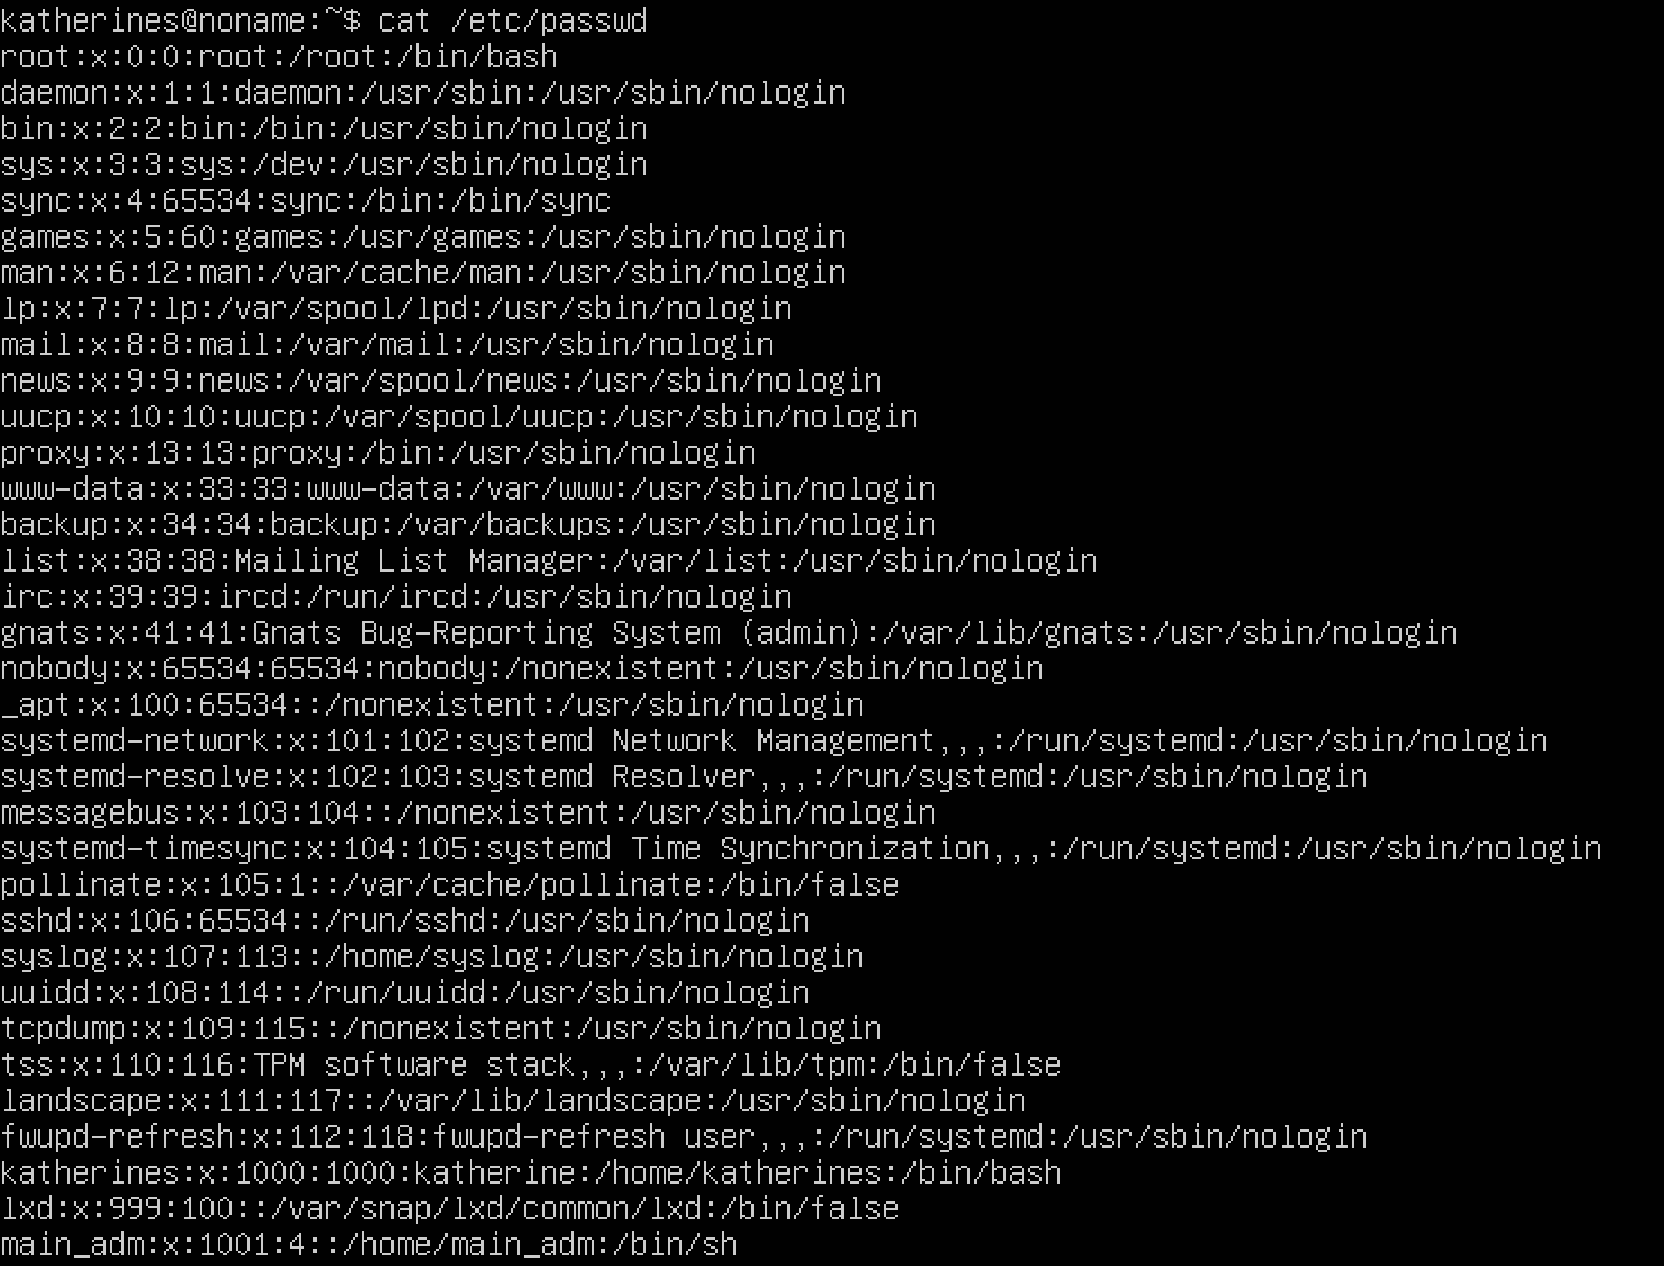 katherines@noname:~$ cat /etc/passwd
root:x:0:0:root:/root:/bin/bash
daemon:x:1:1:daemon:/usr/sbin:/usr/sbin/nologin
bin:x:2:2:bin:/bin:/usr/sbin/nologin
sys:x:3:3:sys:/dev:/usr/sbin/nologin
sync:x:4:65534:sync:/bin:/bin/sync
games:x:5:60:games:/usr/games:/usr/sbin/nologin
man:x:6:12:man:/var/cache/man:/usr/sbin/nologin
lp:x:7:7:lp:/var/spool/lpd:/usr/sbin/nologin
mail:x:8:8:mail:/var/mail:/usr/sbin/nologin
news:x:9:9:news:/var/spool/news:/usr/sbin/nologin
uucp:x:10:10:uucp:/var/spool/uucp:/usr/sbin/nologin
proxy:x:13:13:proxy:/bin:/usr/sbin/nologin
www-data:x:33:33:www-data:/var/www:/usr/sbin/nologin
backup:x:34:34:backup:/var/backups:/usr/sbin/nologin
list:x:38:38:Mailing List Manager:/var/list:/usr/sbin/nologin
irc:x:39:39:ircd:/run/ircd:/usr/sbin/nologin
gnats:x:41:41:Gnats Bug-Reporting System (admin):/var/lib/gnats:/usr/sbin/nologin
nobody:x:65534:65534:nobody:/nonexistent:/usr/sbin/nologin
_apt:x:100:65534::/nonexistent:/usr/sbin/nologin
systemd-network:x:101:102:systemd Network Management,,,:/run/systemd:/usr/sbin/nologin
systemd-resolve:x:102:103:systemd Resolver,,,:/run/systemd:/usr/sbin/nologin
messagebus:x:103:104::/nonexistent:/usr/sbin/nologin
systemd-timesync:x:104:105:systemd Time Synchronization,,,:/run/systemd:/usr/sbin/nologin
pollinate:x:105:1::/var/cache/pollinate:/bin/false
sshd:x:106:65534::/run/sshd:/usr/sbin/nologin
syslog:x:107:113::/home/syslog:/usr/sbin/nologin
uuidd:x:108:114::/run/uuidd:/usr/sbin/nologin
tcpdump:x:109:115::/nonexistent:/usr/sbin/nologin
tss:x:110:116:TPM software stack,,,:/var/lib/tpm:/bin/false
landscape:x:111:117::/var/lib/landscape:/usr/sbin/nologin
fwupd-refresh:x:112:118:fwupd-refresh user,,,:/run/systemd:/usr/sbin/nologin
katherines:x:1000:1000:katherine:/home/katherines:/bin/bash
lxd:x:999:100::/var/snap/lxd/common/lxd:/bin/false
main_adm:x:1001:4::/home/main_adm:/bin/sh